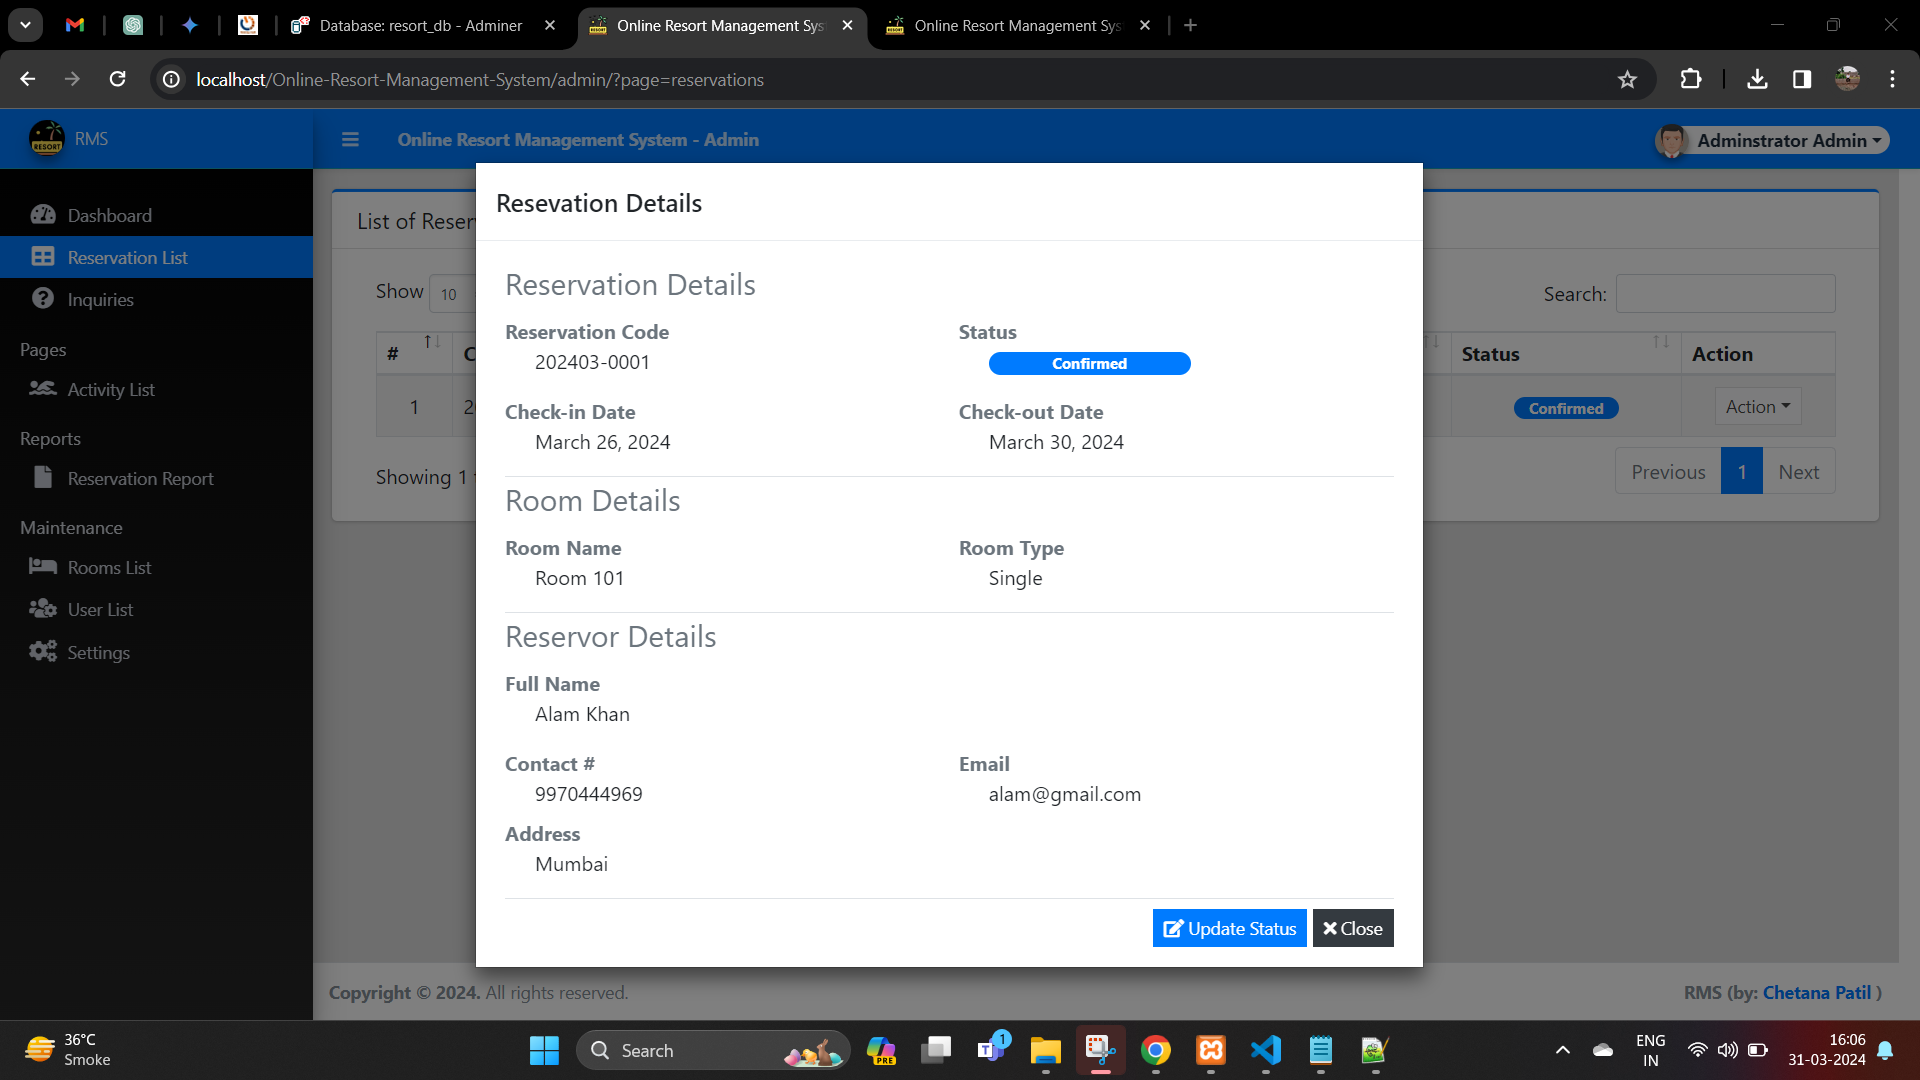 Database: resort_db - Adminer
Online Resort Management Sys
Online Resort Management Sys
localhost/Online-Resort-Management-System/admin/?page=reservations
RESORT
RMS
Online Resort Management System - Admin
Adminstrator Admin
Dashboard
Reservation List
Inquiries
Pages
Activity List
Reports
Reservation Report
Maintenance
Rooms List
User List
Settings
List of Reser
Show 10
Search:
#
C
Status
Action
1
2
Confirmed
Action
Showing 1
Previous 1 Next
Resevation Details
Reservation Details
Reservation Code
Status
202403-0001
Confirmed
Check-in Date
Check-out Date
March 26, 2024
March 30, 2024
Room Details
Room Name
Room Type
Room 101
Single
Reservor Details
Full Name
Alam Khan
Contact #
Email
9970444969
alam@gmail.com
Address
Mumbai
Update Status
Close
Copyright © 2024. All rights reserved.
RMS (by: Chetana Patil )
36°C
Smoke
Search
PRE
1
ENG
IN
16:06
31-03-2024